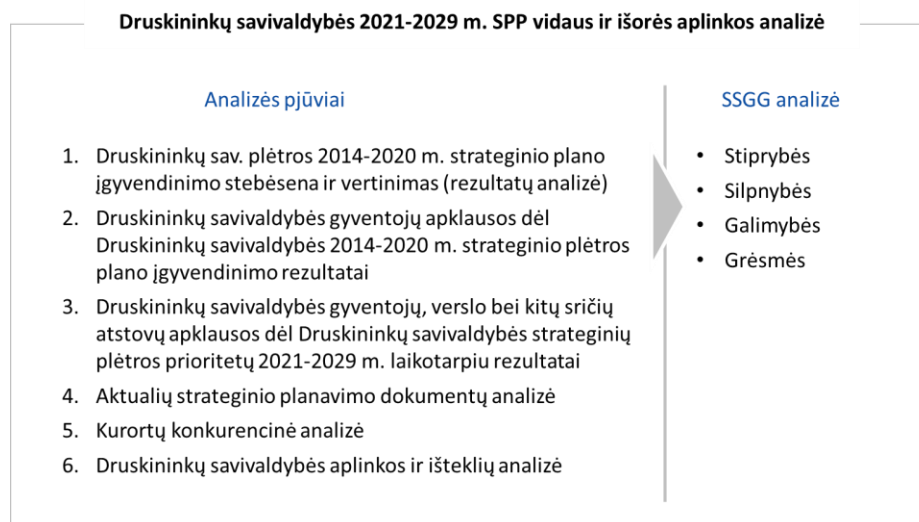 Druskininkų savivaldybės 2021-2029 m. SPP vidaus ir išorės aplinkos analizė
Analizės pjūviai
1. Druskininkų sav. plėtros 2014-2020 m. strateginio plano
įgyvendinimo stebėsena ir vertinimas (rezultatų analizė)
2. Druskininkų savivaldybės gyventojų apklausos dėl
Druskininkų savivaldybės 2014-2020 m. strateginio plėtros
plano įgyvendinimo rezultatai
3. Druskininkų savivaldybės gyventojų, verslo bei kitų sričių
atstovų apklausos dėl Druskininkų savivaldybės strateginių
plėtros prioritetų 2021-2029 m. laikotarpiu rezultatai
4. Aktualių strateginio planavimo dokumentų analizė
5. Kurortų konkurencinė analizė
6. Druskininkų savivaldybės aplinkos ir išteklių analizė
SSGG analizė
• Stiprybės
• Silpnybės
• Galimybės
• Grėsmės